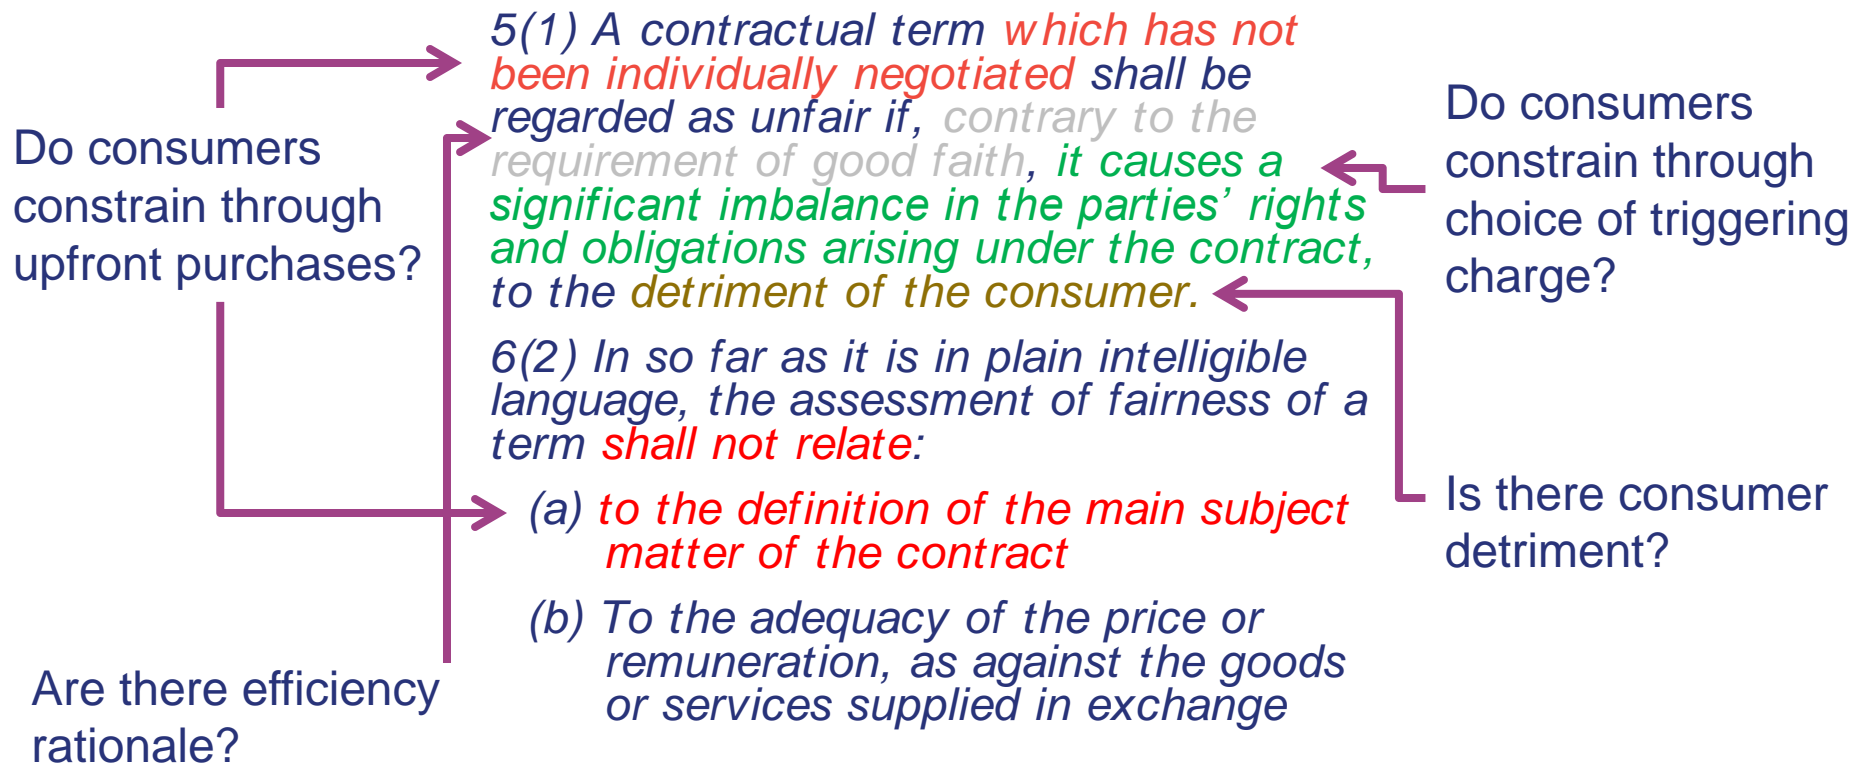 5(1) A contractual term which has not
been individually negotiated shall be
regarded as unfair if, contrary to the
requirement of good faith, it causes a
significant imbalance in the parties’ rights
and obligations arising under the contract,
to the detriment of the consumer.
6(2) In so far as it is in plain intelligible
language, the assessment of fairness of a
term shall not relate:
(a) to the definition of the main subject
matter of the contract
(b) To the adequacy of the price or
remuneration, as against the goods
or services supplied in exchange
Do consumers
constrain through
upfront purchases?
Are there efficiency
rationale?
Do consumers
constrain through
choice of triggering
charge?
Is there consumer
detriment?